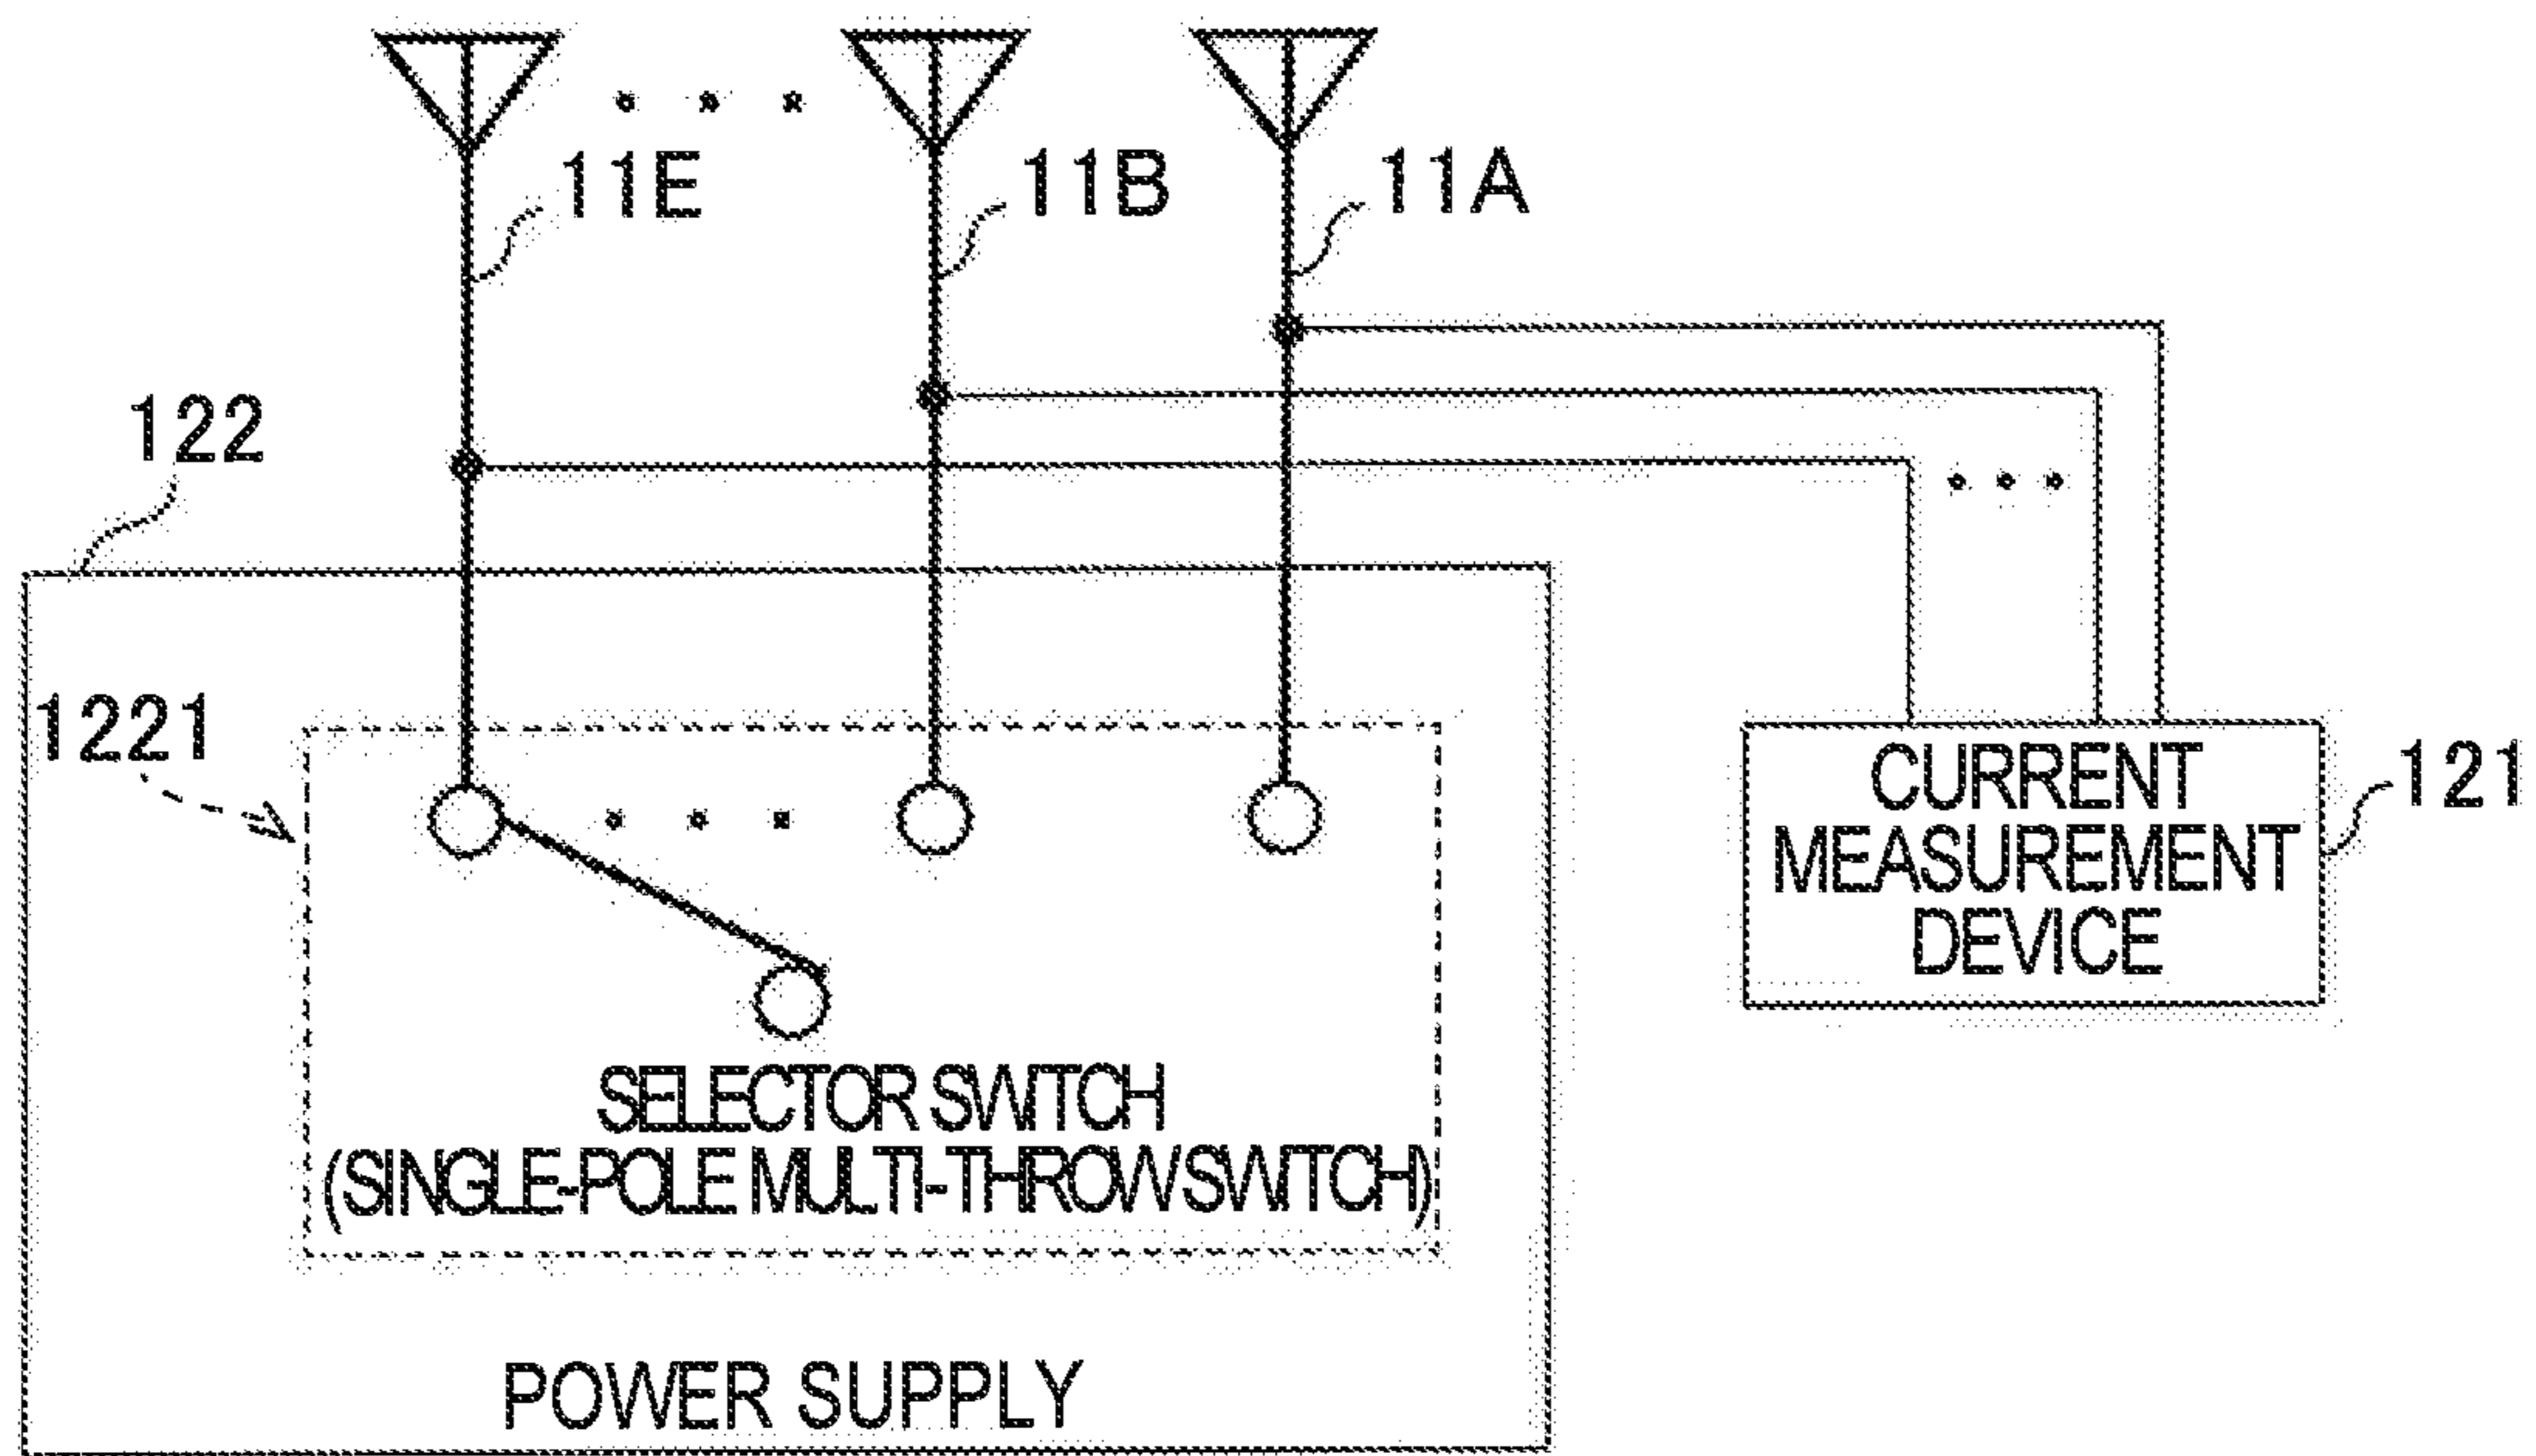 11E
11B
11A
122
1221
CURRENT
MEASUREMENT
DEVICE
121
SELECTOR SWITCH
(SINGLE-POLE MULTI-THROW SWITCH)
POWER SUPPLY